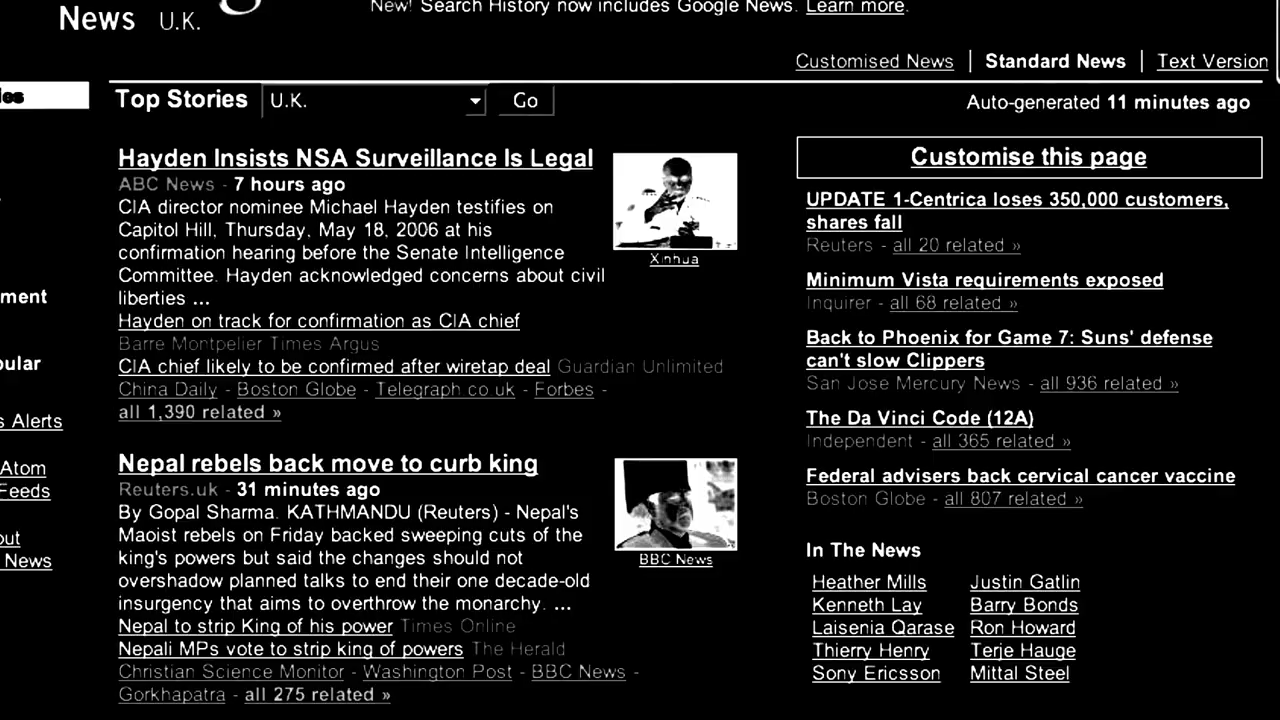 News U.K.
New! Search History now includes Google News. Learn more.
Customised News | Standard News | Text Version
Top Stories U.K. Go
Auto-generated 11 minutes ago
Hayden Insists NSA Surveillance Is Legal
ABC News - 7 hours ago
CIA director nominee Michael Hayden testifies on
Capitol Hill, Thursday, May 18, 2006 at his
confirmation hearing before the Senate Intelligence
Committee. Hayden acknowledged concerns about civil
liberties ...
Hayden on track for confirmation as CIA chief
Barre Montpelier Times Argus
CIA chief likely to be confirmed after wiretap deal Guardian Unlimited
China Daily - Boston Globe - Telegraph.co.uk - Forbes -
all 1,390 related »
Xinhua
Nepal rebels back move to curb king
Reuters.uk - 31 minutes ago
By Gopal Sharma. KATHMANDU (Reuters) - Nepal's
Maoist rebels on Friday backed sweeping cuts of the
king's powers but said the changes should not
overshadow planned talks to end their one decade-old
insurgency that aims to overthrow the monarchy. ...
Nepal to strip King of his power Times Online
Nepali MPs vote to strip king of powers The Herald
Christian Science Monitor - Washington Post - BBC News -
Gorkhapatra - all 275 related »
BBC News
Customise this page
UPDATE 1-Centrica loses 350,000 customers,
shares fall
Reuters - all 20 related »
Minimum Vista requirements exposed
Inquirer - all 68 related »
Back to Phoenix for Game 7: Suns' defense
can't slow Clippers
San Jose Mercury News - all 936 related »
The Da Vinci Code (12A)
Independent - all 365 related »
Federal advisers back cervical cancer vaccine
Boston Globe - all 807 related »
In The News
Heather Mills Justin Gatlin
Kenneth Lay Barry Bonds
Laisenia Qarase Ron Howard
Thierry Henry Terje Hauge
Sony Ericsson Mittal Steel
ment
ular
s Alerts
Atom
Feeds
out
News